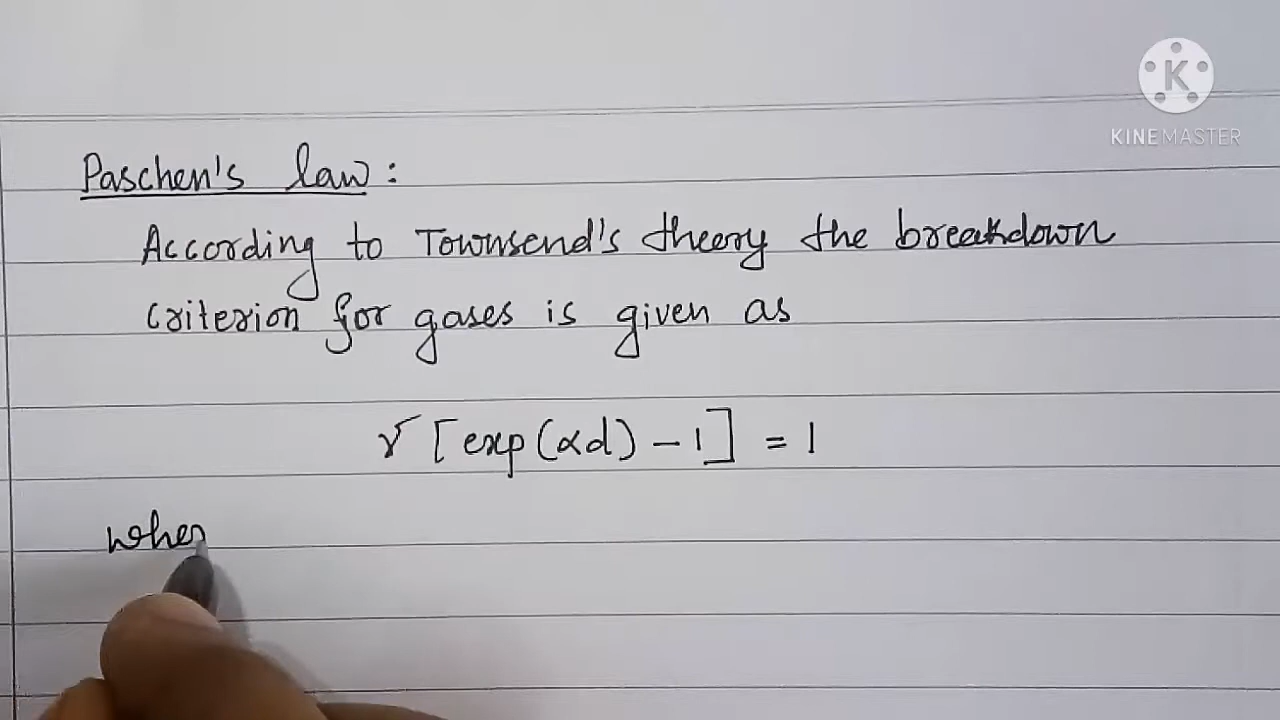 K
KINEMASTER
Paschen's law:
According to Townsend's theory the breakdown
criterion for gases is given as
γ [exp(αd) - 1] = 1
wher